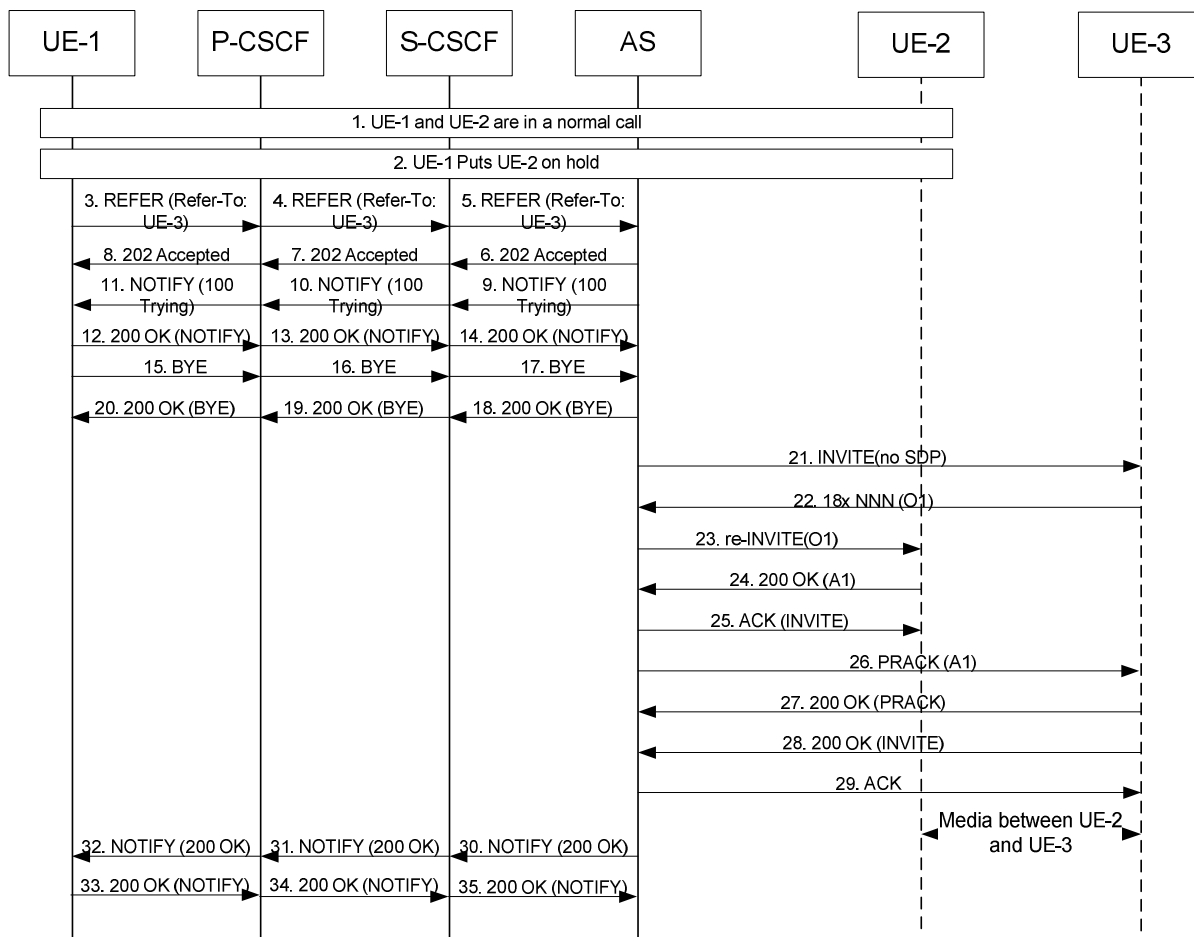 UE-1
P-CSCF
S-CSCF
AS
UE-2
UE-3
1. UE-1 and UE-2 are in a normal call
2. UE-1 Puts UE-2 on hold
3. REFER (Refer-To:
UE-3)
4. REFER (Refer-To:
UE-3)
5. REFER (Refer-To:
UE-3)
8. 202 Accepted
7. 202 Accepted
6. 202 Accepted
11. NOTIFY (100
Trying)
10. NOTIFY (100
Trying)
9. NOTIFY (100
Trying)
12. 200 OK (NOTIFY)
13. 200 OK (NOTIFY)
14. 200 OK (NOTIFY)
15. BYE
16. BYE
17. BYE
20. 200 OK (BYE)
19. 200 OK (BYE)
18. 200 OK (BYE)
21. INVITE(no SDP)
22. 18x NNN (O1)
23. re-INVITE(O1)
24. 200 OK (A1)
25. ACK (INVITE)
26. PRACK (A1)
27. 200 OK (PRACK)
28. 200 OK (INVITE)
29. ACK
Media between UE-2
and UE-3
32. NOTIFY (200 OK)
31. NOTIFY (200 OK)
30. NOTIFY (200 OK)
33. 200 OK (NOTIFY)
34. 200 OK (NOTIFY)
35. 200 OK (NOTIFY)